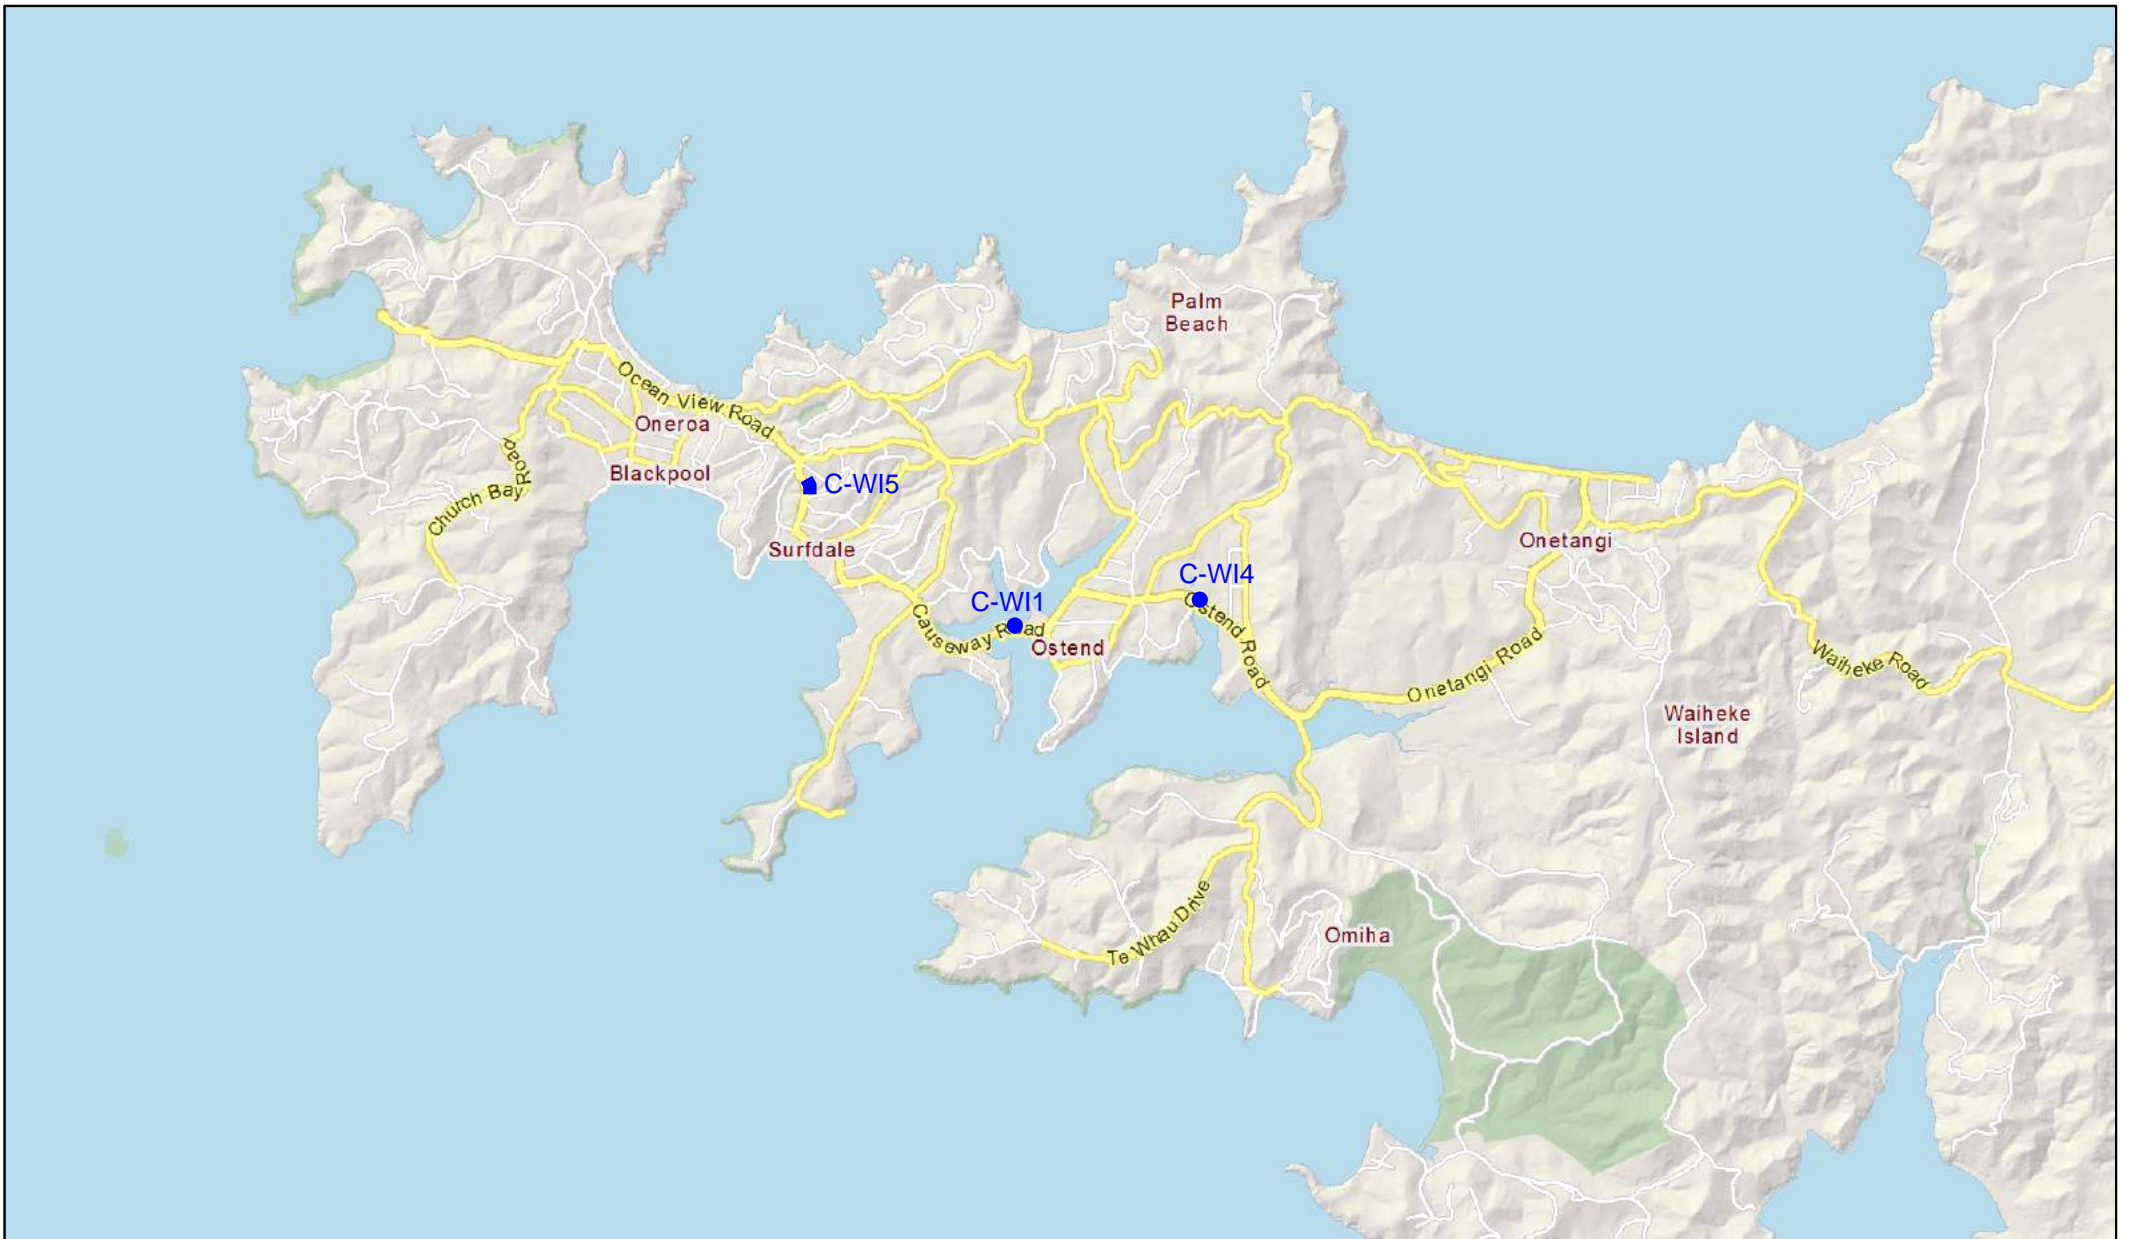 Palm
Beach
Ocean View Road
Oneroa
Blackpool
Church Bay Road
C-WI5
Surfdale
Onetangi
C-WI4
C-WI1
Ostend Road
Causeway Road
Ostend
Onetangi Road
Waiheke Road
Waiheke
Island
Te Whau Drive
Omiha